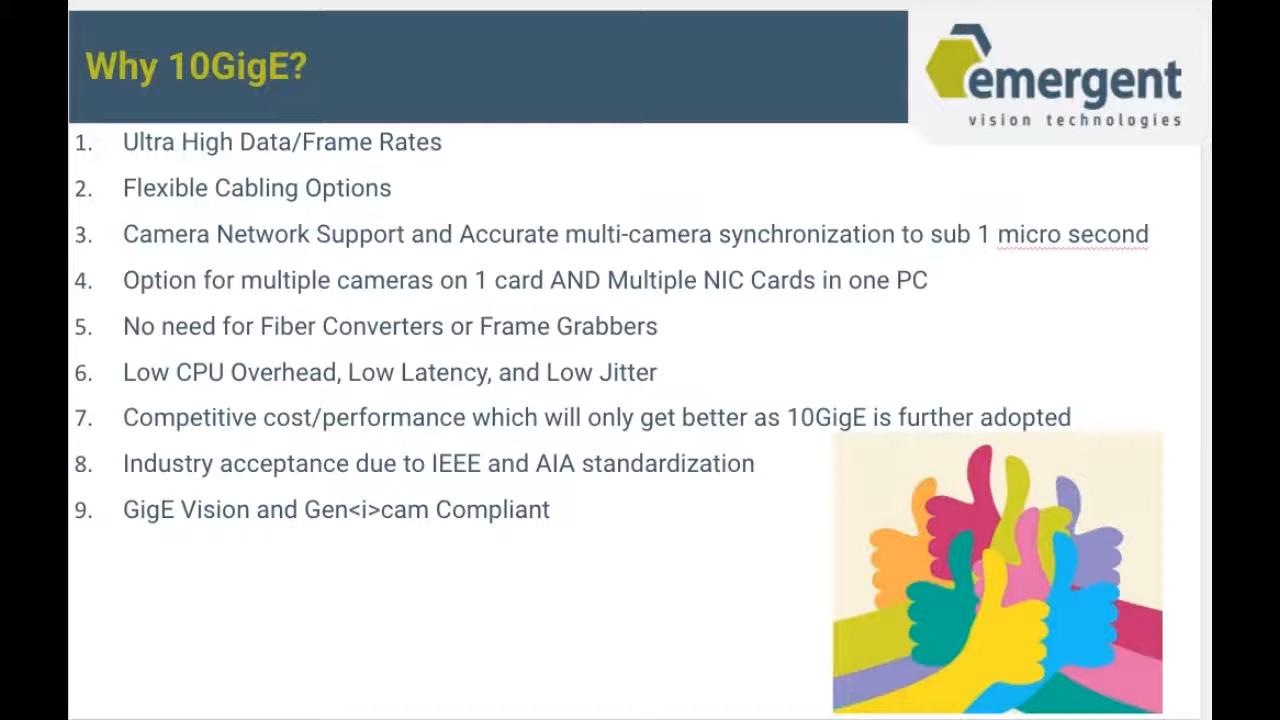 Why 10GigE?
emergent
vision technologies
1. Ultra High Data/Frame Rates
2. Flexible Cabling Options
3. Camera Network Support and Accurate multi-camera synchronization to sub 1 micro second
4. Option for multiple cameras on 1 card AND Multiple NIC Cards in one PC
5. No need for Fiber Converters or Frame Grabbers
6. Low CPU Overhead, Low Latency, and Low Jitter
7. Competitive cost/performance which will only get better as 10GigE is further adopted
8. Industry acceptance due to IEEE and AIA standardization
9. GigE Vision and Gen<i>cam Compliant